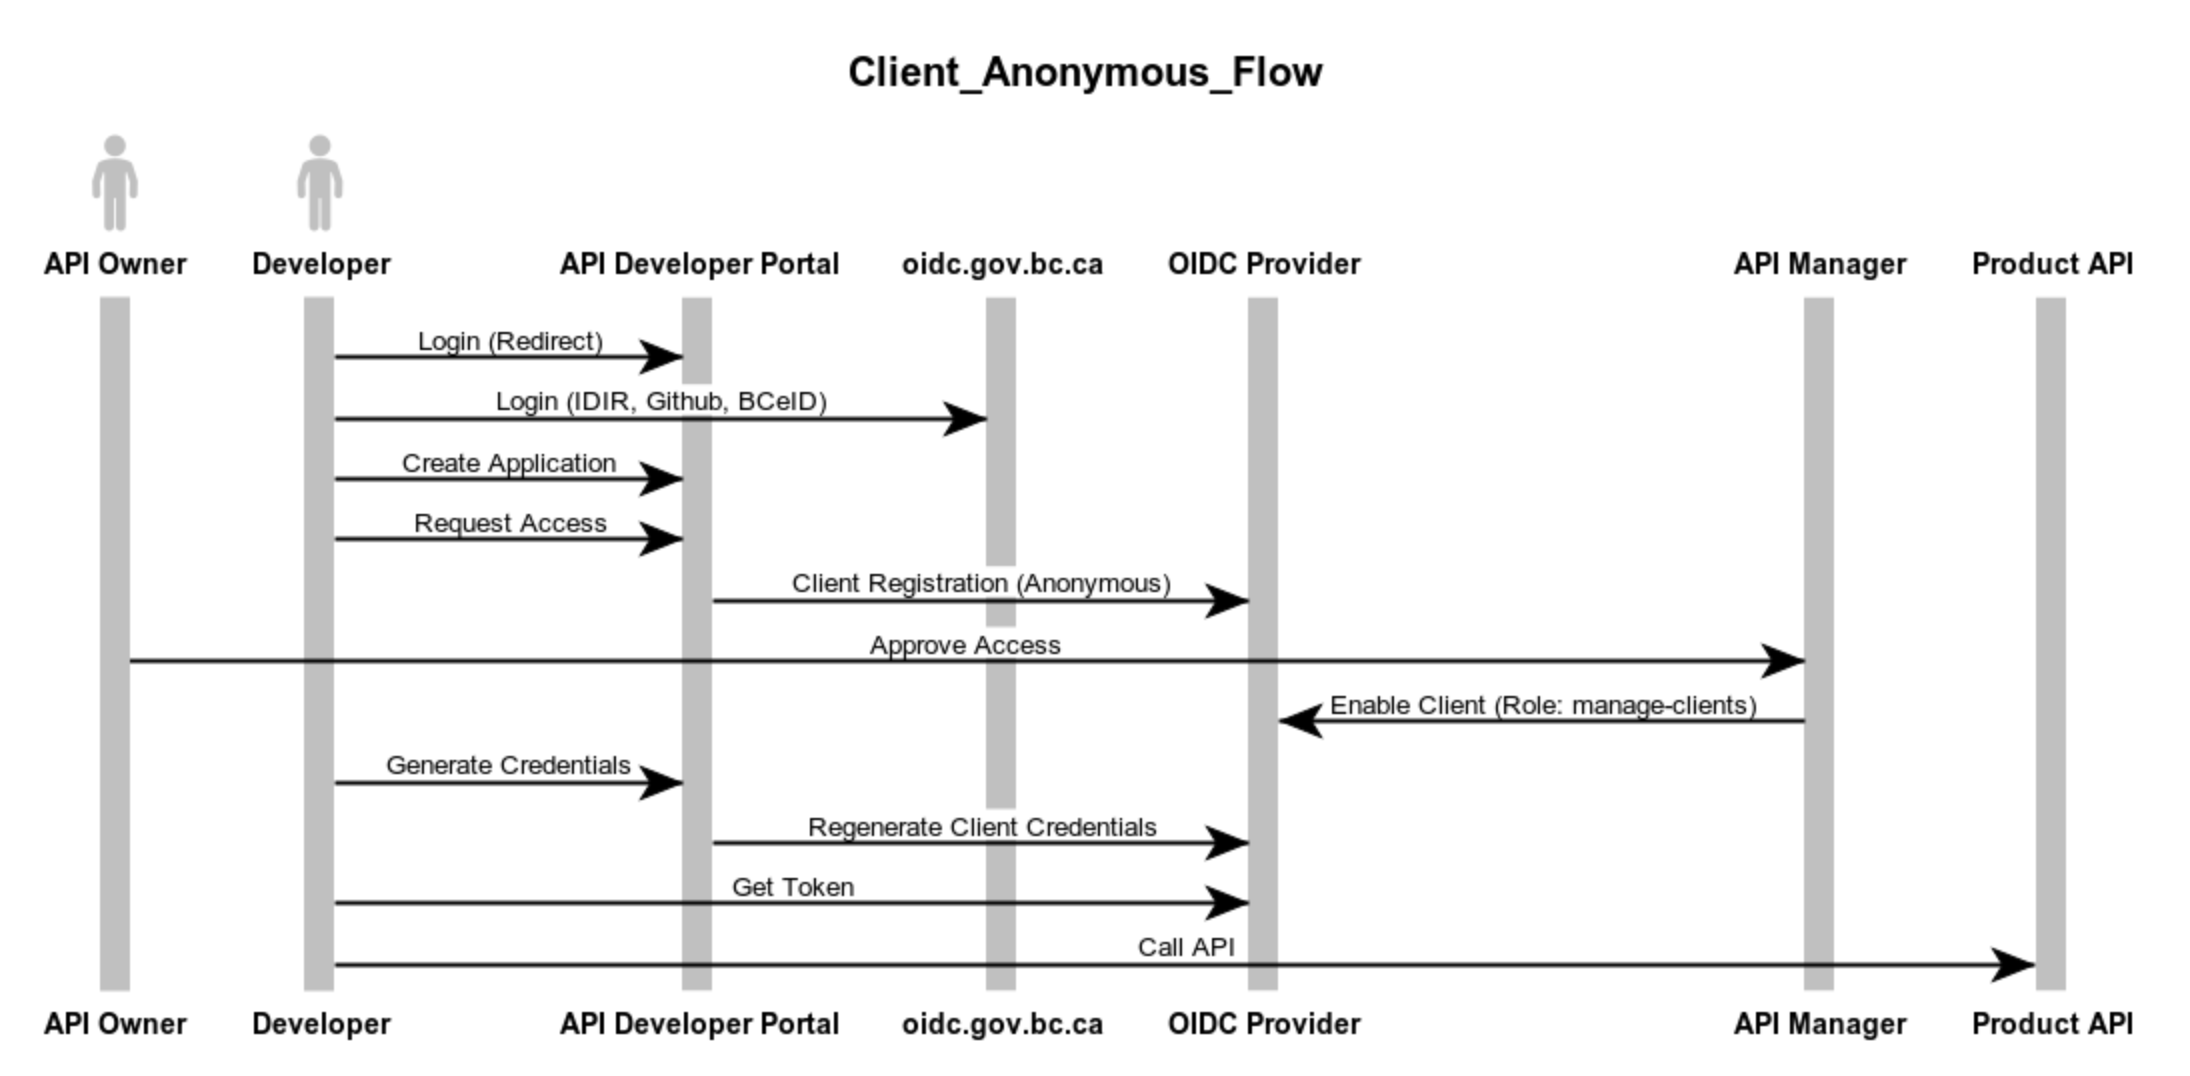 Client_Anonymous_Flow
API Owner Developer API Developer Portal oidc.gov.bc.ca OIDC Provider API Manager Product API
Login (Redirect)
Login (IDIR, Github, BCeID)
Create Application
Request Access
Client Registration (Anonymous)
Approve Access
Enable Client (Role: manage-clients)
Generate Credentials
Regenerate Client Credentials
Get Token
Call API
API Owner Developer API Developer Portal oidc.gov.bc.ca OIDC Provider API Manager Product API